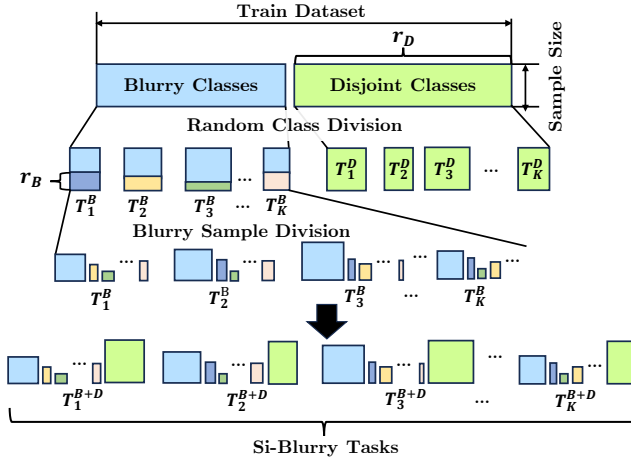 Train Dataset
r_D
Blurry Classes
Disjoint Classes
Sample Size
Random Class Division
r_B
T_1^D T_2^D T_3^D ... T_K^D
...
T_1^B T_2^B T_3^B ... T_K^B
Blurry Sample Division
... ... ... ...
T_1^B T_2^B T_3^B ... T_K^B
... ... ... ... ...
T_1^{B+D} T_2^{B+D} T_3^{B+D} ... T_K^{B+D}
Si-Blurry Tasks